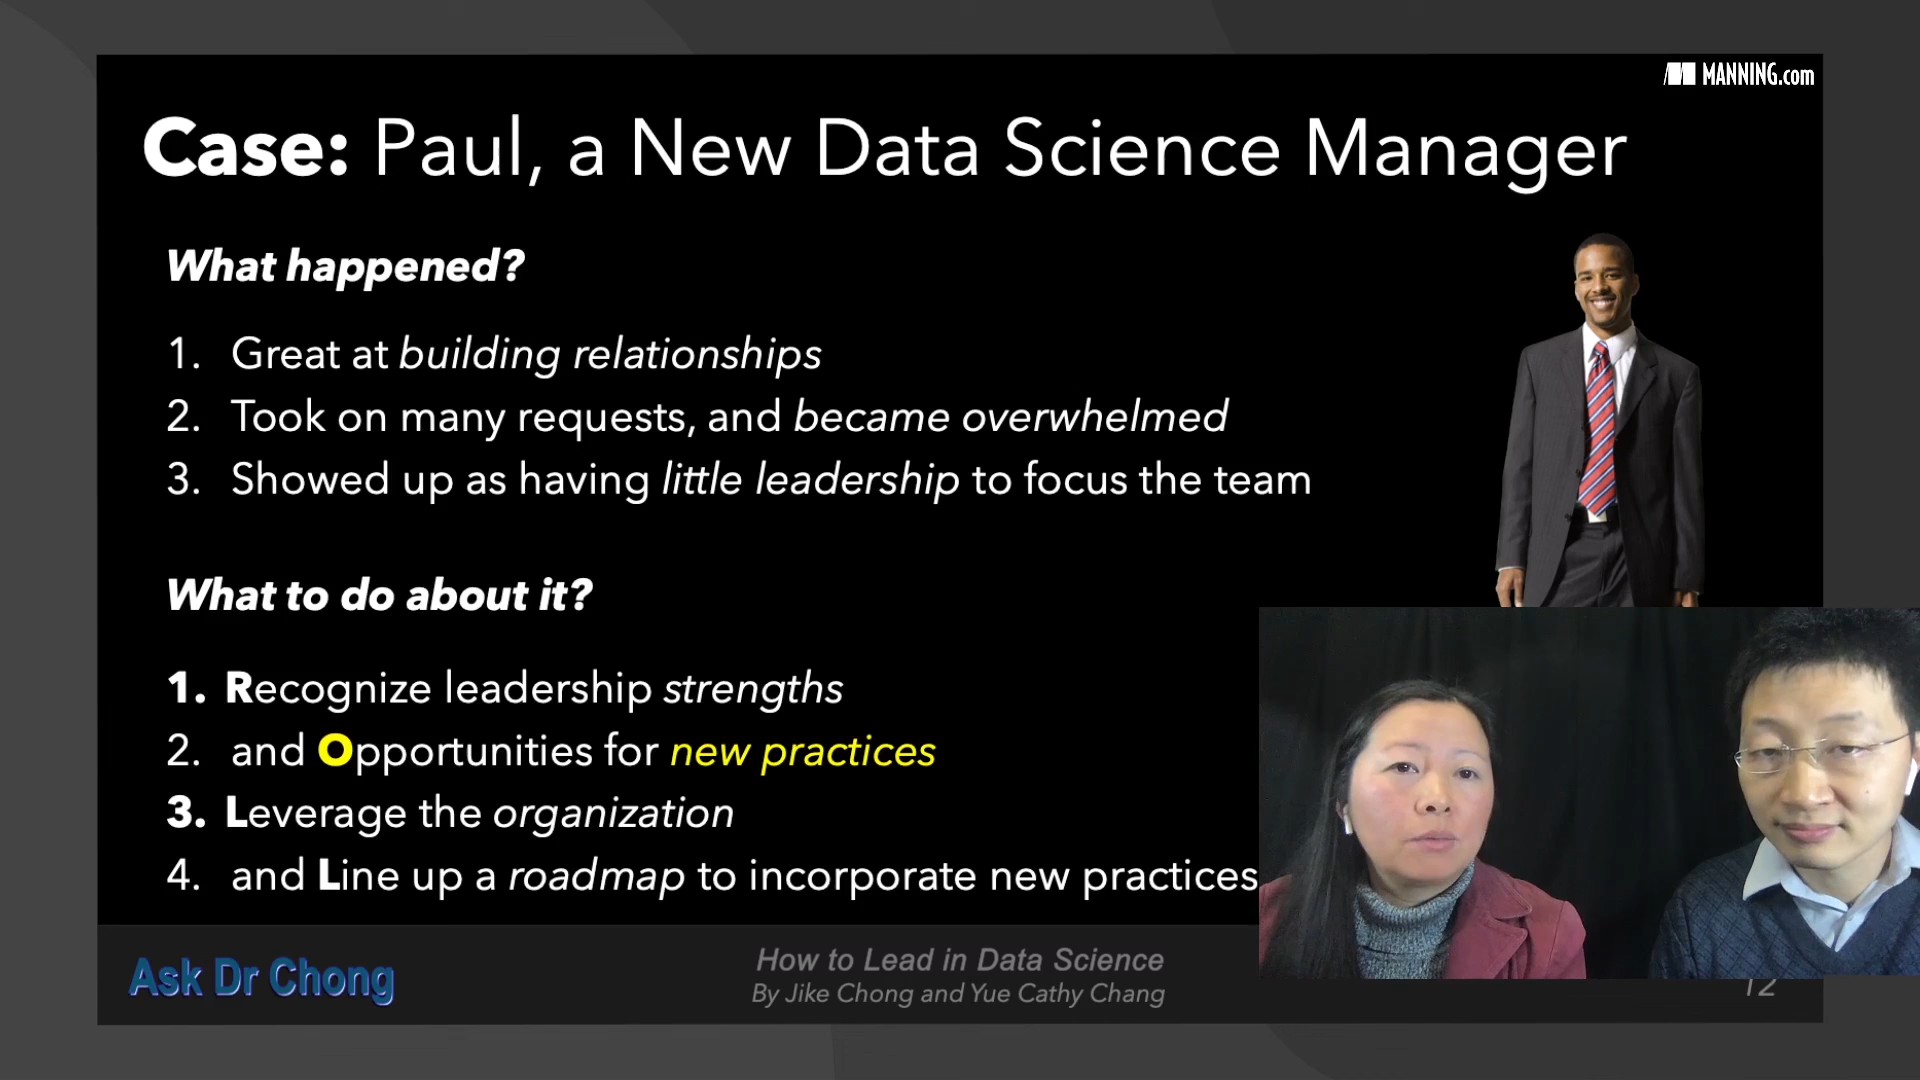 MANNING.com
Case: Paul, a New Data Science Manager
What happened?
1. Great at building relationships
2. Took on many requests, and became overwhelmed
3. Showed up as having little leadership to focus the team
What to do about it?
1. Recognize leadership strengths
2. and Opportunities for new practices
3. Leverage the organization
4. and Line up a roadmap to incorporate new practices
Ask Dr Chong
How to Lead in Data Science
By Jike Chong and Yue Cathy Chang
12